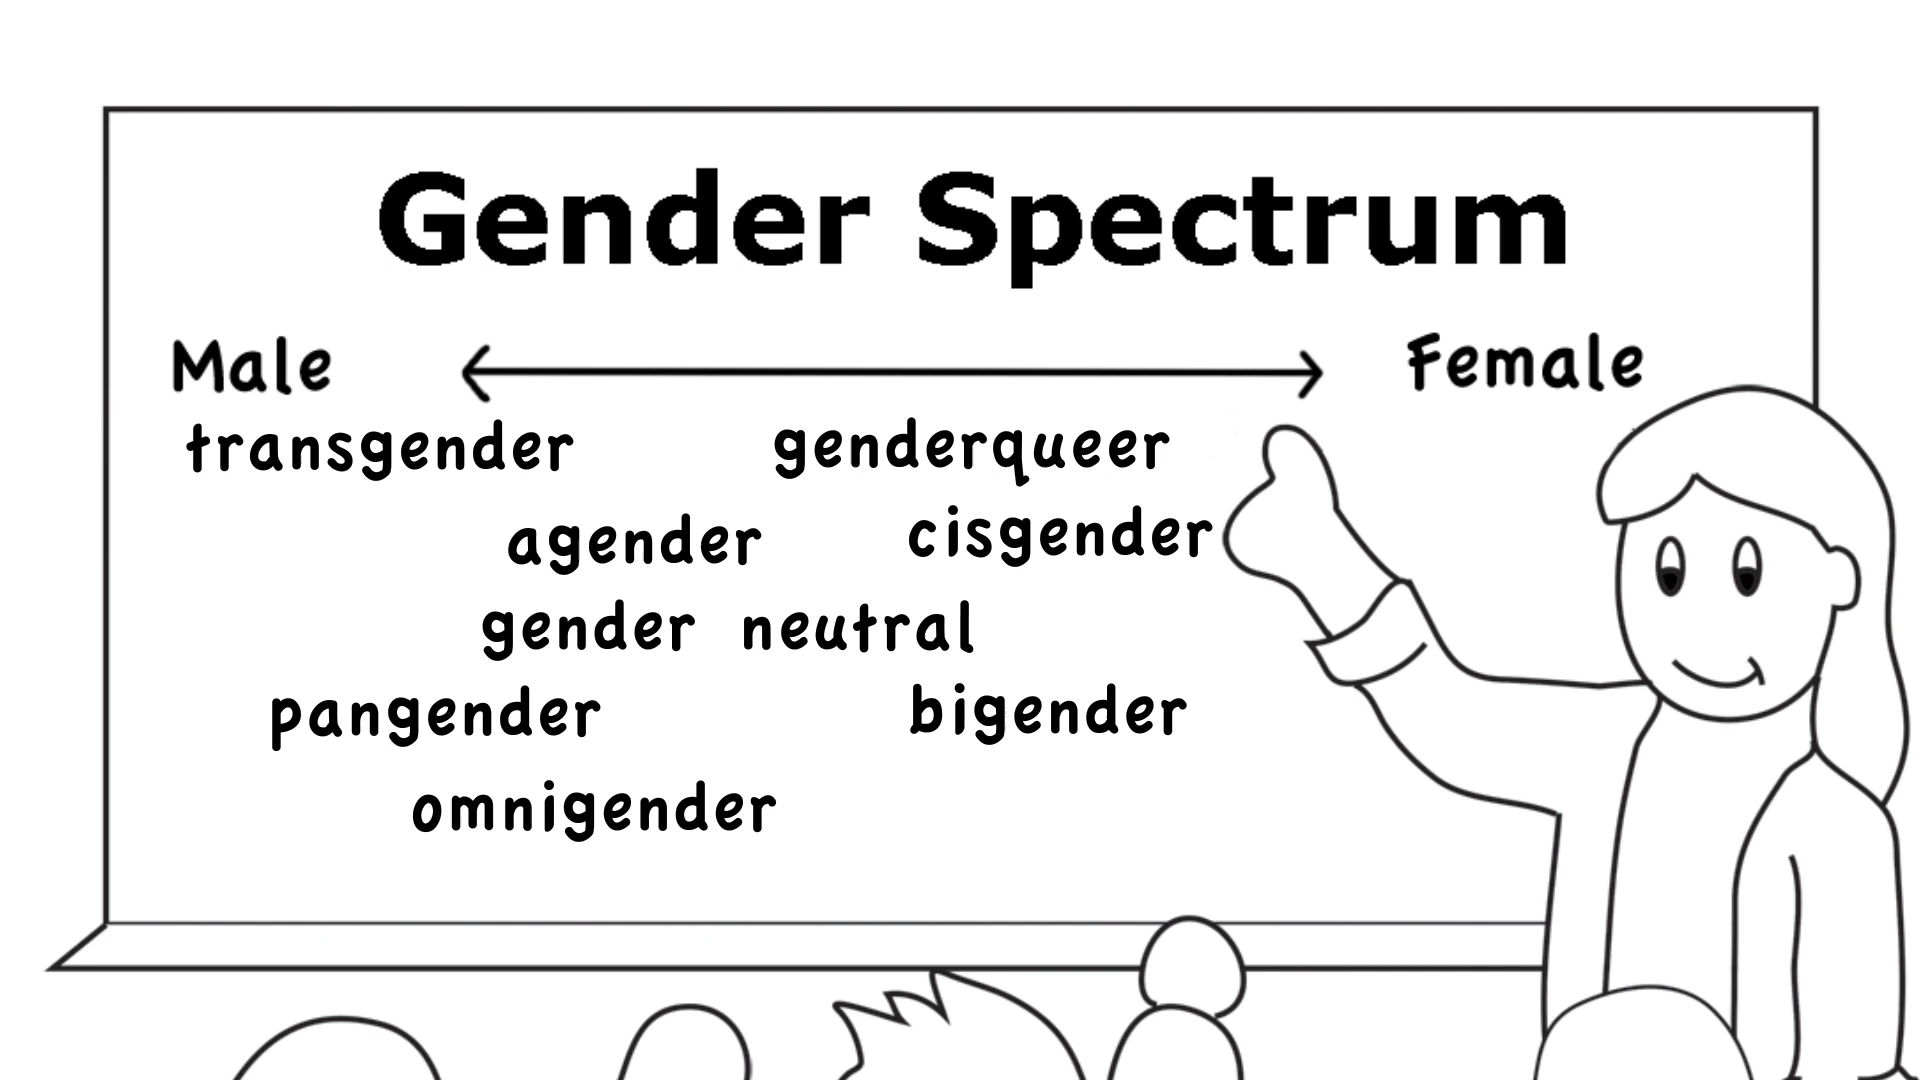 Gender Spectrum
Male Female
transgender genderqueer
agender cisgender
gender neutral
pangender bigender
omnigender